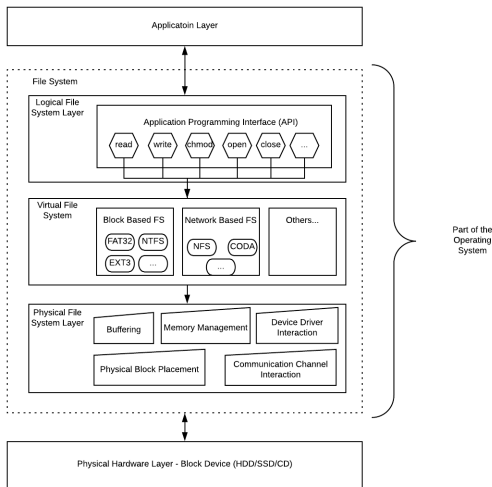 Applicatoin Layer
File System
Logical File
System Layer
Application Programming Interface (API)
read
write
chmod
open
close
...
Virtual File
System
Block Based FS
FAT32
NTFS
EXT3
...
Network Based FS
NFS
CODA
...
Others...
Part of the
Operating
System
Physical File
System Layer
Buffering
Memory Management
Device Driver
Interaction
Physical Block Placement
Communication Channel
Interaction
Physical Hardware Layer - Block Device (HDD/SSD/CD)